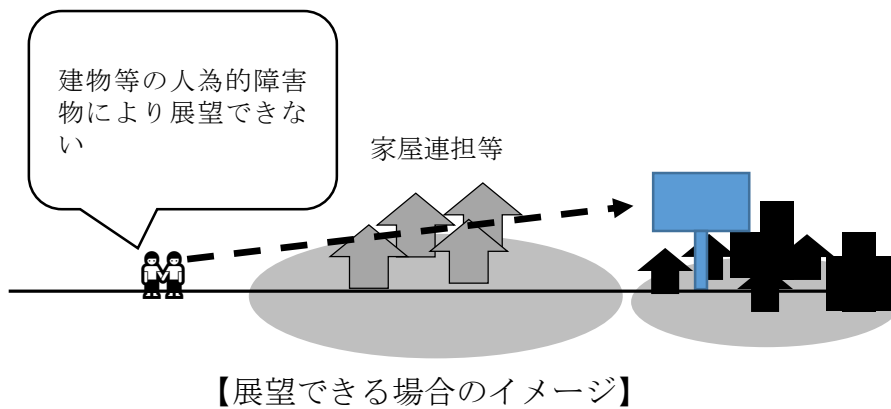 建物等の人為的障害
物により展望できな
い
家屋連担等
【展望できる場合のイメージ】